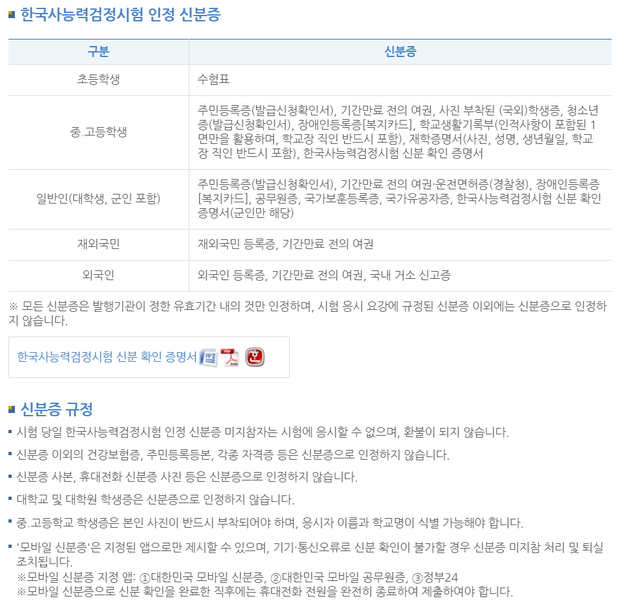 한국사능력검정시험 인정 신분증
구분
신분증
초등학생
수험표
중.고등학생
주민등록증(발급신청확인서), 기간만료 전의 여권, 사진 부착된 (국외)학생증, 청소년
증(발급신청확인서), 장애인등록증[복지카드], 학교생활기록부(인적사항이 포함된 1
면만을 활용하며, 학교장 직인 반드시 포함), 재학증명서(사진, 성명, 생년월일, 학교
장 직인 반드시 포함), 한국사능력검정시험 신분 확인 증명서
일반인(대학생, 군인 포함)
주민등록증(발급신청확인서), 기간만료 전의 여권·운전면허증(경찰청), 장애인등록증
[복지카드], 공무원증, 국가보훈등록증, 국가유공자증, 한국사능력검정시험 신분 확인
증명서(군인만 해당)
재외국민
재외국민 등록증, 기간만료 전의 여권
외국인
외국인 등록증, 기간만료 전의 여권, 국내 거소 신고증
※ 모든 신분증은 발행기관이 정한 유효기간 내의 것만 인정하며, 시험 응시 요강에 규정된 신분증 이외에는 신분증으로 인정하
지 않습니다.
한국사능력검정시험 신분 확인 증명서
신분증 규정
시험 당일 한국사능력검정시험 인정 신분증 미지참자는 시험에 응시할 수 없으며, 환불이 되지 않습니다.
신분증 이외의 건강보험증, 주민등록등본, 각종 자격증 등은 신분증으로 인정하지 않습니다.
신분증 사본, 휴대전화 신분증 사진 등은 신분증으로 인정하지 않습니다.
대학교 및 대학원 학생증은 신분증으로 인정하지 않습니다.
중.고등학교 학생증은 본인 사진이 반드시 부착되어야 하며, 응시자 이름과 학교명이 식별 가능해야 합니다.
'모바일 신분증'은 지정된 앱으로만 제시할 수 있으며, 기기·통신오류로 신분 확인이 불가할 경우 신분증 미지참 처리 및 퇴실
조치됩니다.
※모바일 신분증 지정 앱: ①대한민국 모바일 신분증, ②대한민국 모바일 공무원증, ③정부24
※모바일 신분증으로 신분 확인을 완료한 직후에는 휴대전화 전원을 완전히 종료하여 제출하여야 합니다.